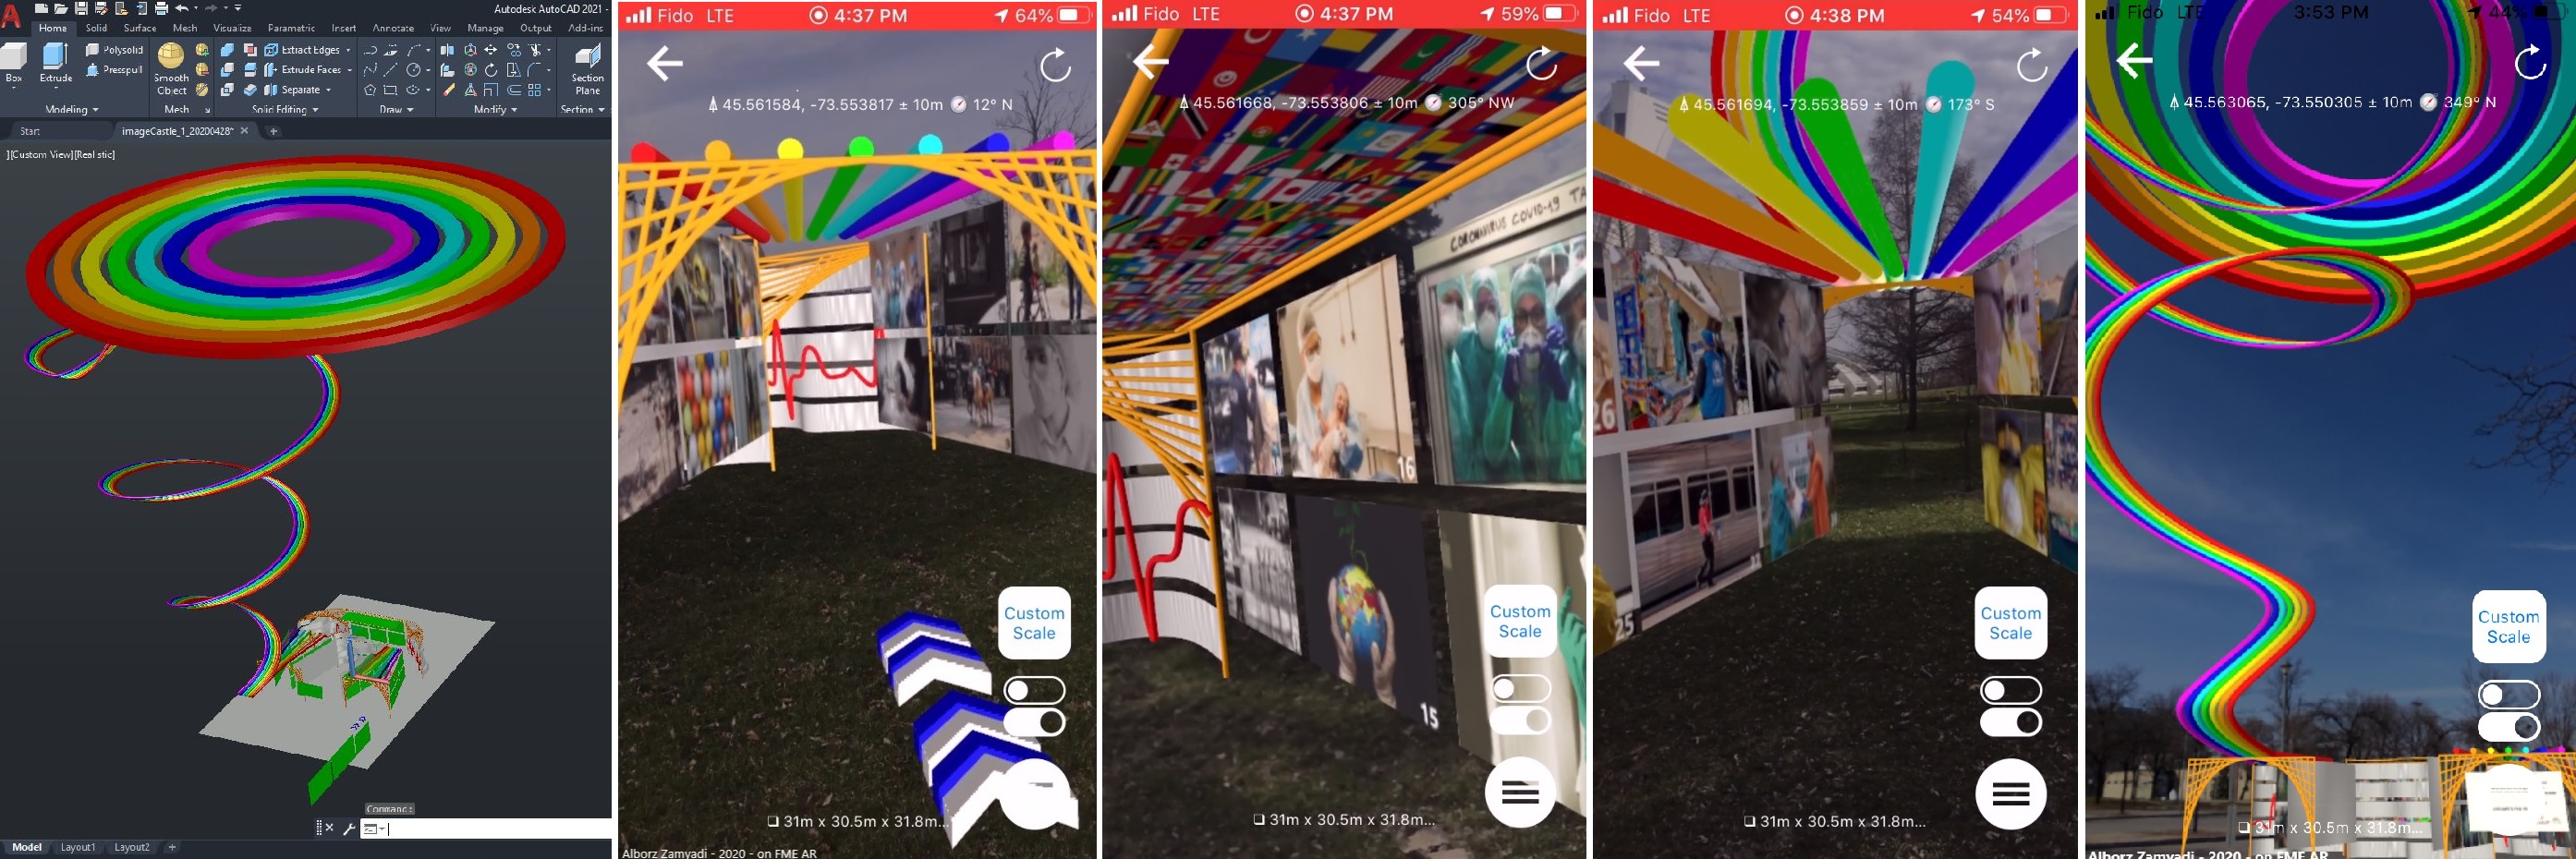 Autodesk AutoCAD 2021 -
Home Solid Surface Mesh Visualize Parametric Insert Annotate View Manage Output Add-ins
Box
Extrude
Polysolid
Presspull
Smooth
Object
Extract Edges
Extrude Faces
Separate
Section
Plane
Modeling
Mesh
Solid Editing
Draw
Modify
Section
Start
imageCastle_1_20200428*
][Custom View][Realistic]
Command:
Model
Layout1
Layout2
Fido LTE
4:37 PM
64%
45.561584, -73.553817 ± 10m 12° N
Custom
Scale
31m x 30.5m x 31.8m...
Alborz Zamyadi - 2020 - on FME AR
Fido LTE
4:37 PM
59%
45.561668, -73.553806 ± 10m 305° NW
CORONAVIRUS COVID-19 TA
16
15
Custom
Scale
31m x 30.5m x 31.8m...
Fido LTE
4:38 PM
54%
45.561694, -73.553859 ± 10m 173° S
26
25
Custom
Scale
31m x 30.5m x 31.8m...
Fido LTE
3:53 PM
44%
45.563065, -73.550305 ± 10m 349° N
Custom
Scale
31m x 30.5m x 31.8m...
Alborz Zamyadi - 2020 - on FME AR